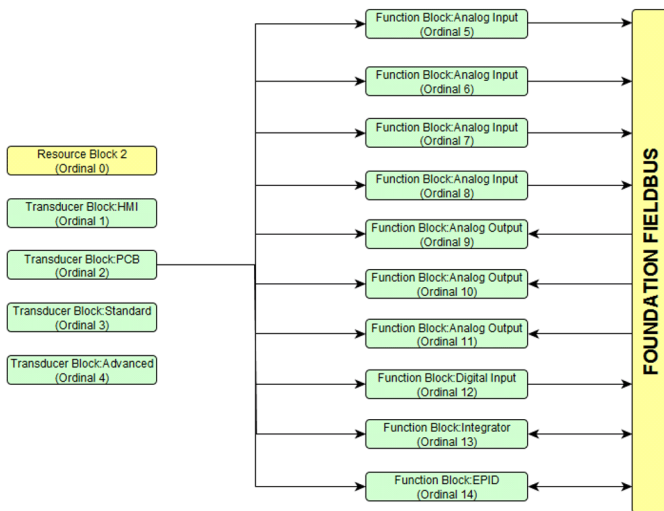 Resource Block 2
(Ordinal 0)
Transducer Block:HMI
(Ordinal 1)
Transducer Block:PCB
(Ordinal 2)
Transducer Block:Standard
(Ordinal 3)
Transducer Block:Advanced
(Ordinal 4)
Function Block:Analog Input
(Ordinal 5)
Function Block:Analog Input
(Ordinal 6)
Function Block:Analog Input
(Ordinal 7)
Function Block:Analog Input
(Ordinal 8)
Function Block:Analog Output
(Ordinal 9)
Function Block:Analog Output
(Ordinal 10)
Function Block:Analog Output
(Ordinal 11)
Function Block:Digital Input
(Ordinal 12)
Function Block:Integrator
(Ordinal 13)
Function Block:EPID
(Ordinal 14)
FOUNDATION FIELDBUS